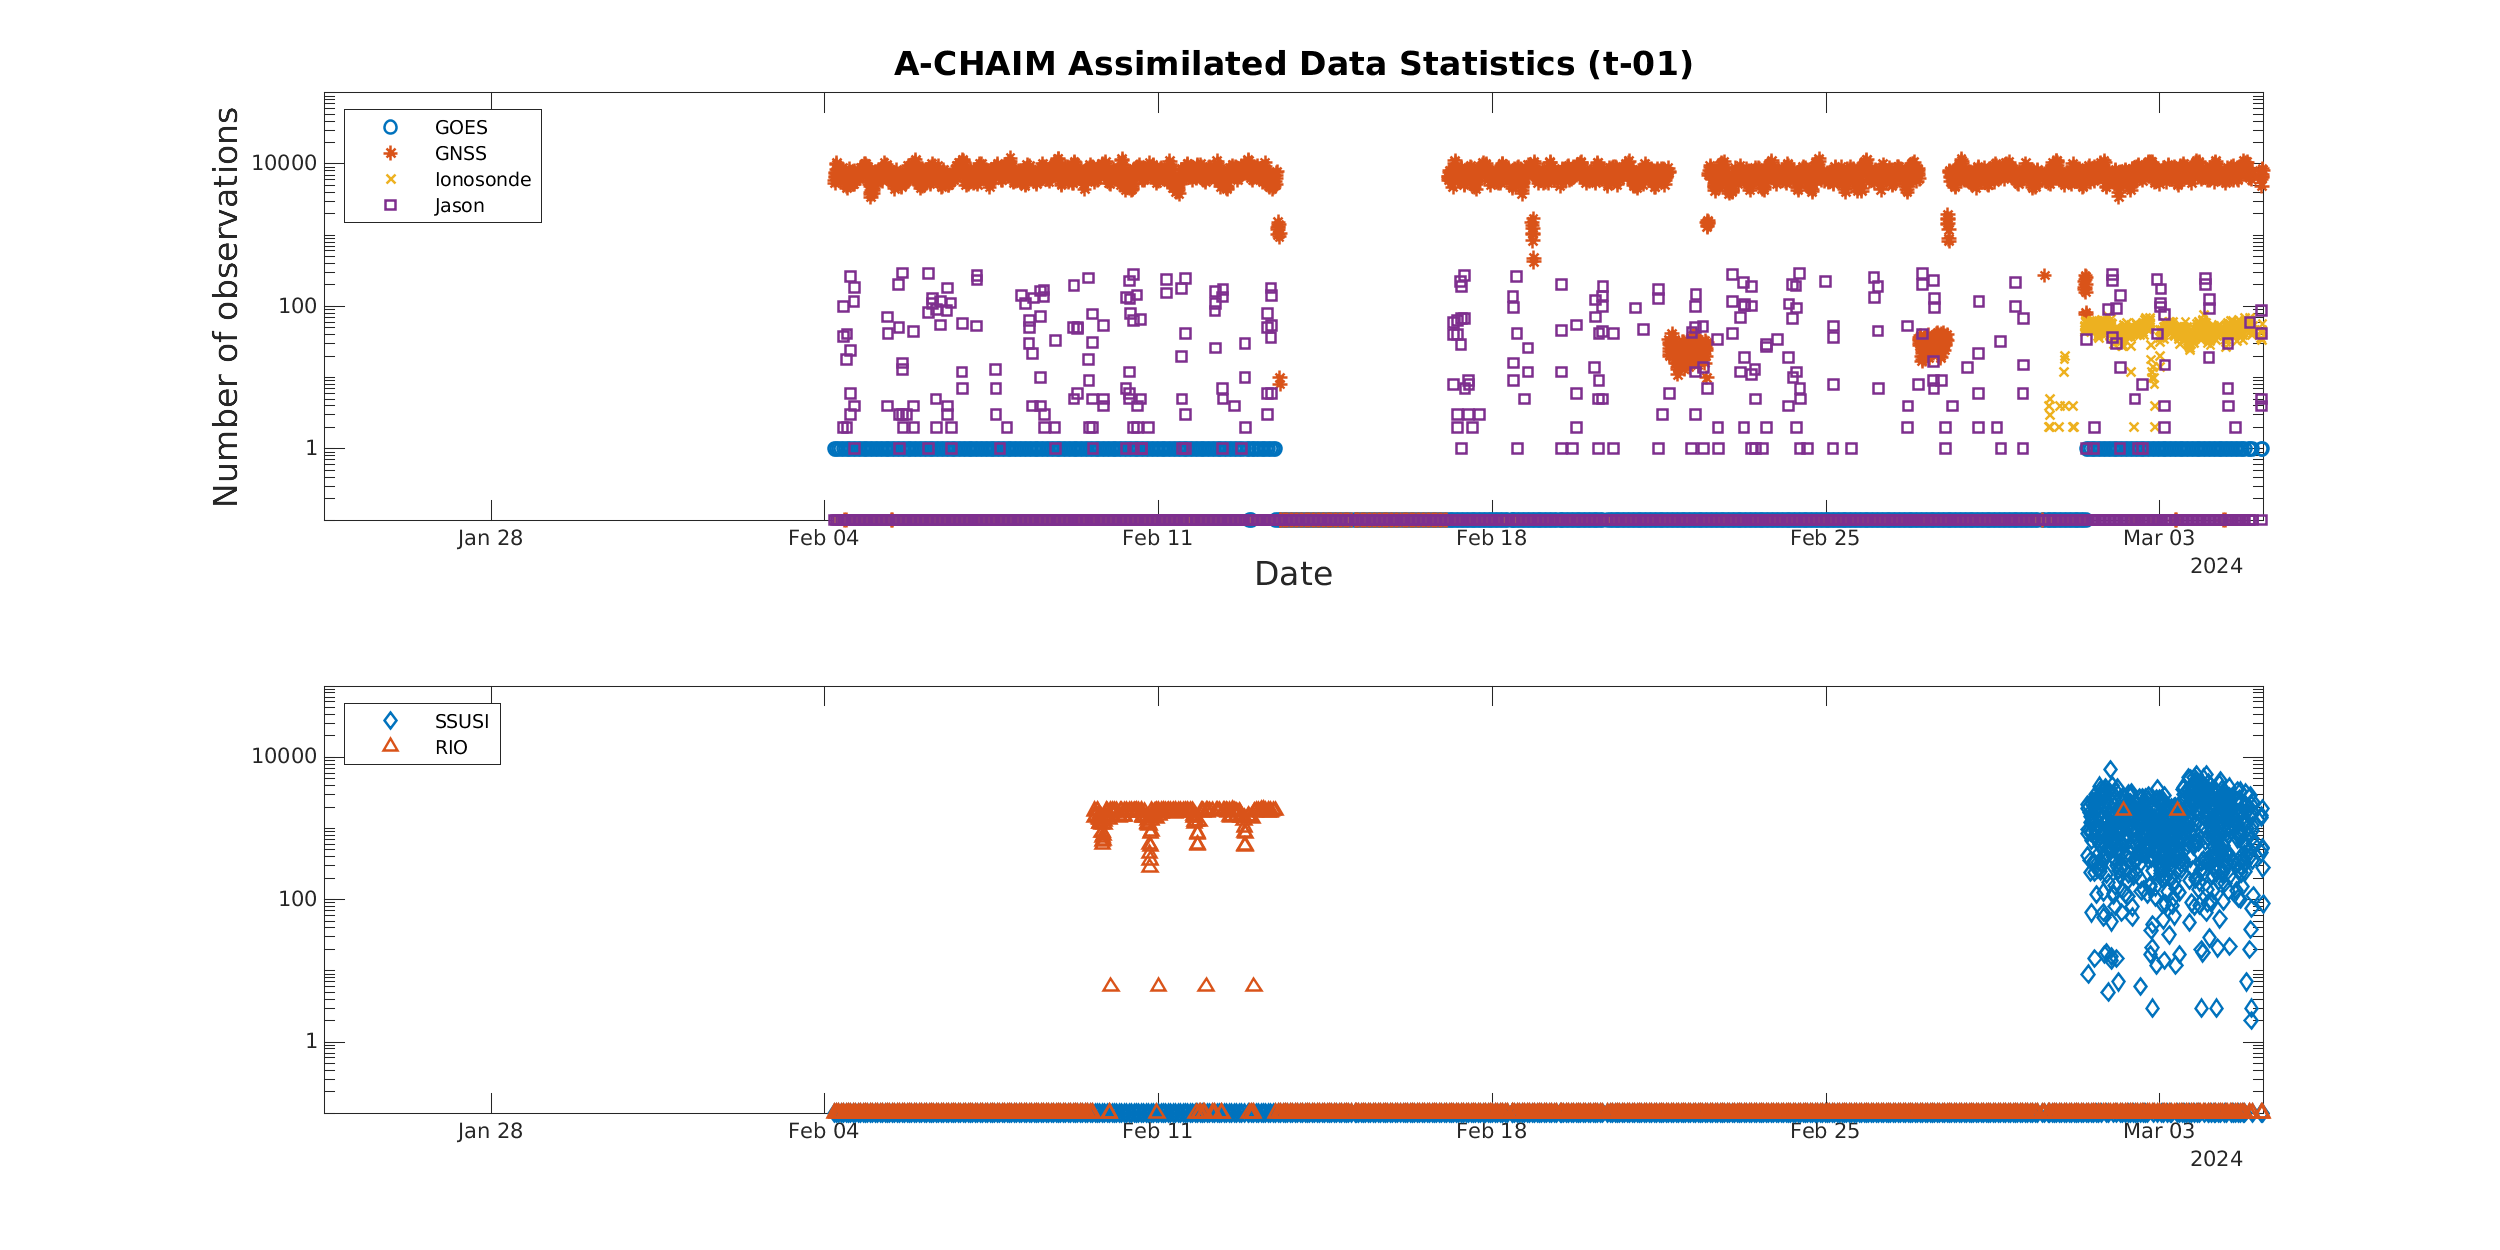 A-CHAIM Assimilated Data Statistics (t-01)
Number of observations
10000
100
1
GOES
GNSS
Ionosonde
Jason
Jan 28
Feb 04
Feb 11
Feb 18
Feb 25
Mar 03
2024
Date
10000
100
1
SSUSI
RIO
Jan 28
Feb 04
Feb 11
Feb 18
Feb 25
Mar 03
2024